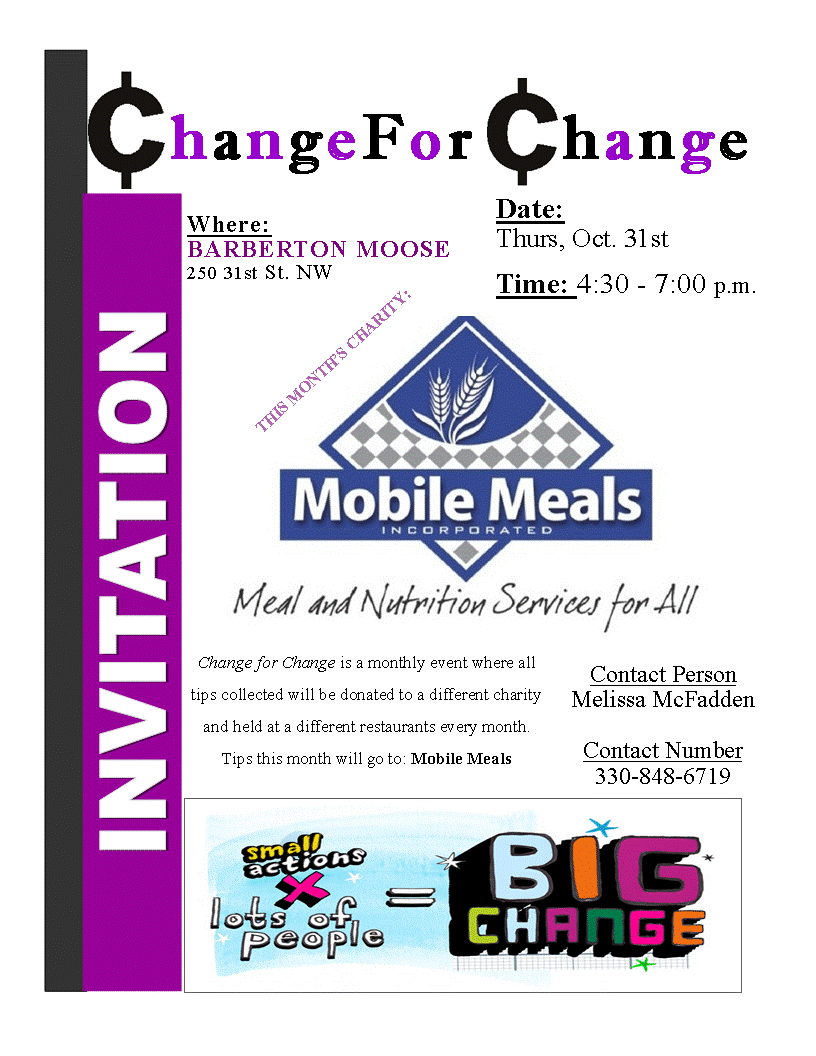 ¢hangeFor¢hange
INVITATION
Where:
BARBERTON MOOSE
250 31st St. NW
Date:
Thurs, Oct. 31st
Time: 4:30 - 7:00 p.m.
THIS MONTH'S CHARITY:
Mobile Meals
INCORPORATED
Meal and Nutrition Services for All
Change for Change is a monthly event where all
tips collected will be donated to a different charity
and held at a different restaurants every month.
Tips this month will go to: Mobile Meals
Contact Person
Melissa McFadden
Contact Number
330-848-6719
small
actions
x
lots of
people
=
BIG
CHANGE